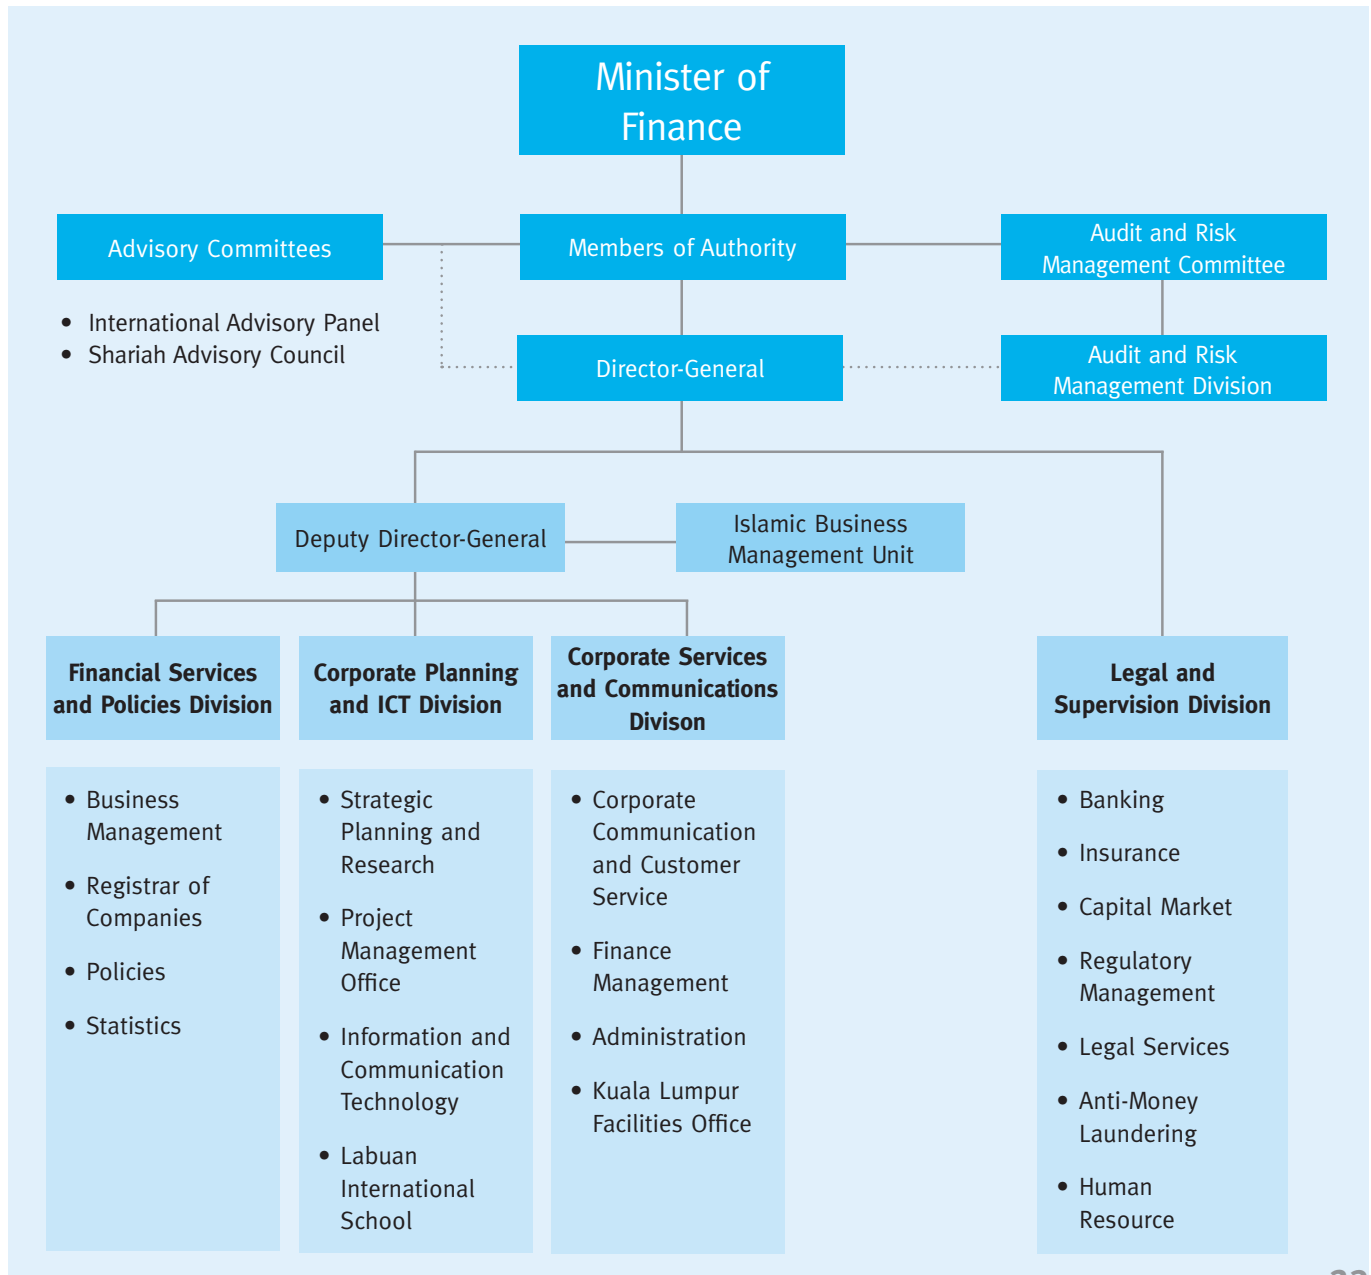 Minister of
Finance
Advisory Committees
Members of Authority
Audit and Risk
Management Committee
• International Advisory Panel
• Shariah Advisory Council
Director-General
Audit and Risk
Management Division
Deputy Director-General
Islamic Business
Management Unit
Financial Services
and Policies Division
Corporate Planning
and ICT Division
Corporate Services
and Communications
Divison
Legal and
Supervision Division
• Business
Management
• Registrar of
Companies
• Policies
• Statistics
• Strategic
Planning and
Research
• Project
Management
Office
• Information and
Communication
Technology
• Labuan
International
School
• Corporate
Communication
and Customer
Service
• Finance
Management
• Administration
• Kuala Lumpur
Facilities Office
• Banking
• Insurance
• Capital Market
• Regulatory
Management
• Legal Services
• Anti-Money
Laundering
• Human
Resource